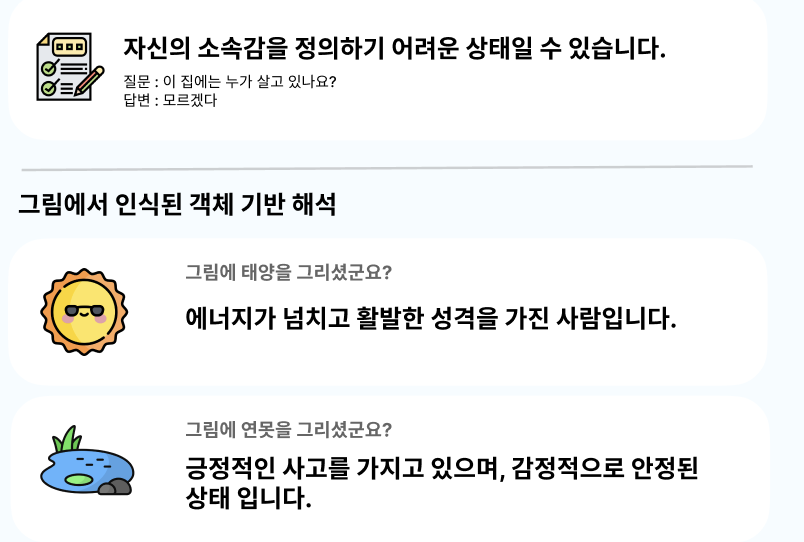 자신의 소속감을 정의하기 어려운 상태일 수 있습니다.
질문 : 이 집에는 누가 살고 있나요?
답변 : 모르겠다
그림에서 인식된 객체 기반 해석
그림에 태양을 그리셨군요?
에너지가 넘치고 활발한 성격을 가진 사람입니다.
그림에 연못을 그리셨군요?
긍정적인 사고를 가지고 있으며, 감정적으로 안정된
상태 입니다.